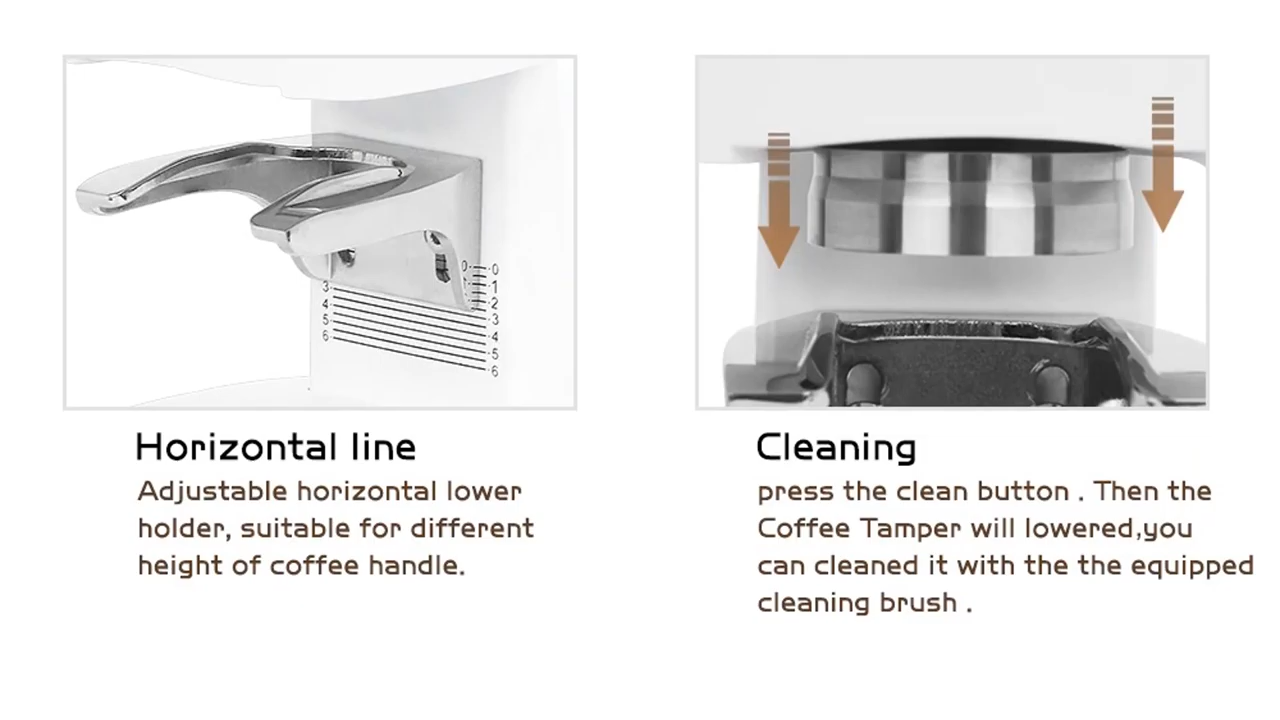 0 0
1
2
3
3
4
4
5
5
6
6
Horizontal line
Adjustable horizontal lower
holder, suitable for different
height of coffee handle.
Cleaning
press the clean button . Then the
Coffee Tamper will lowered,you
can cleaned it with the the equipped
cleaning brush .